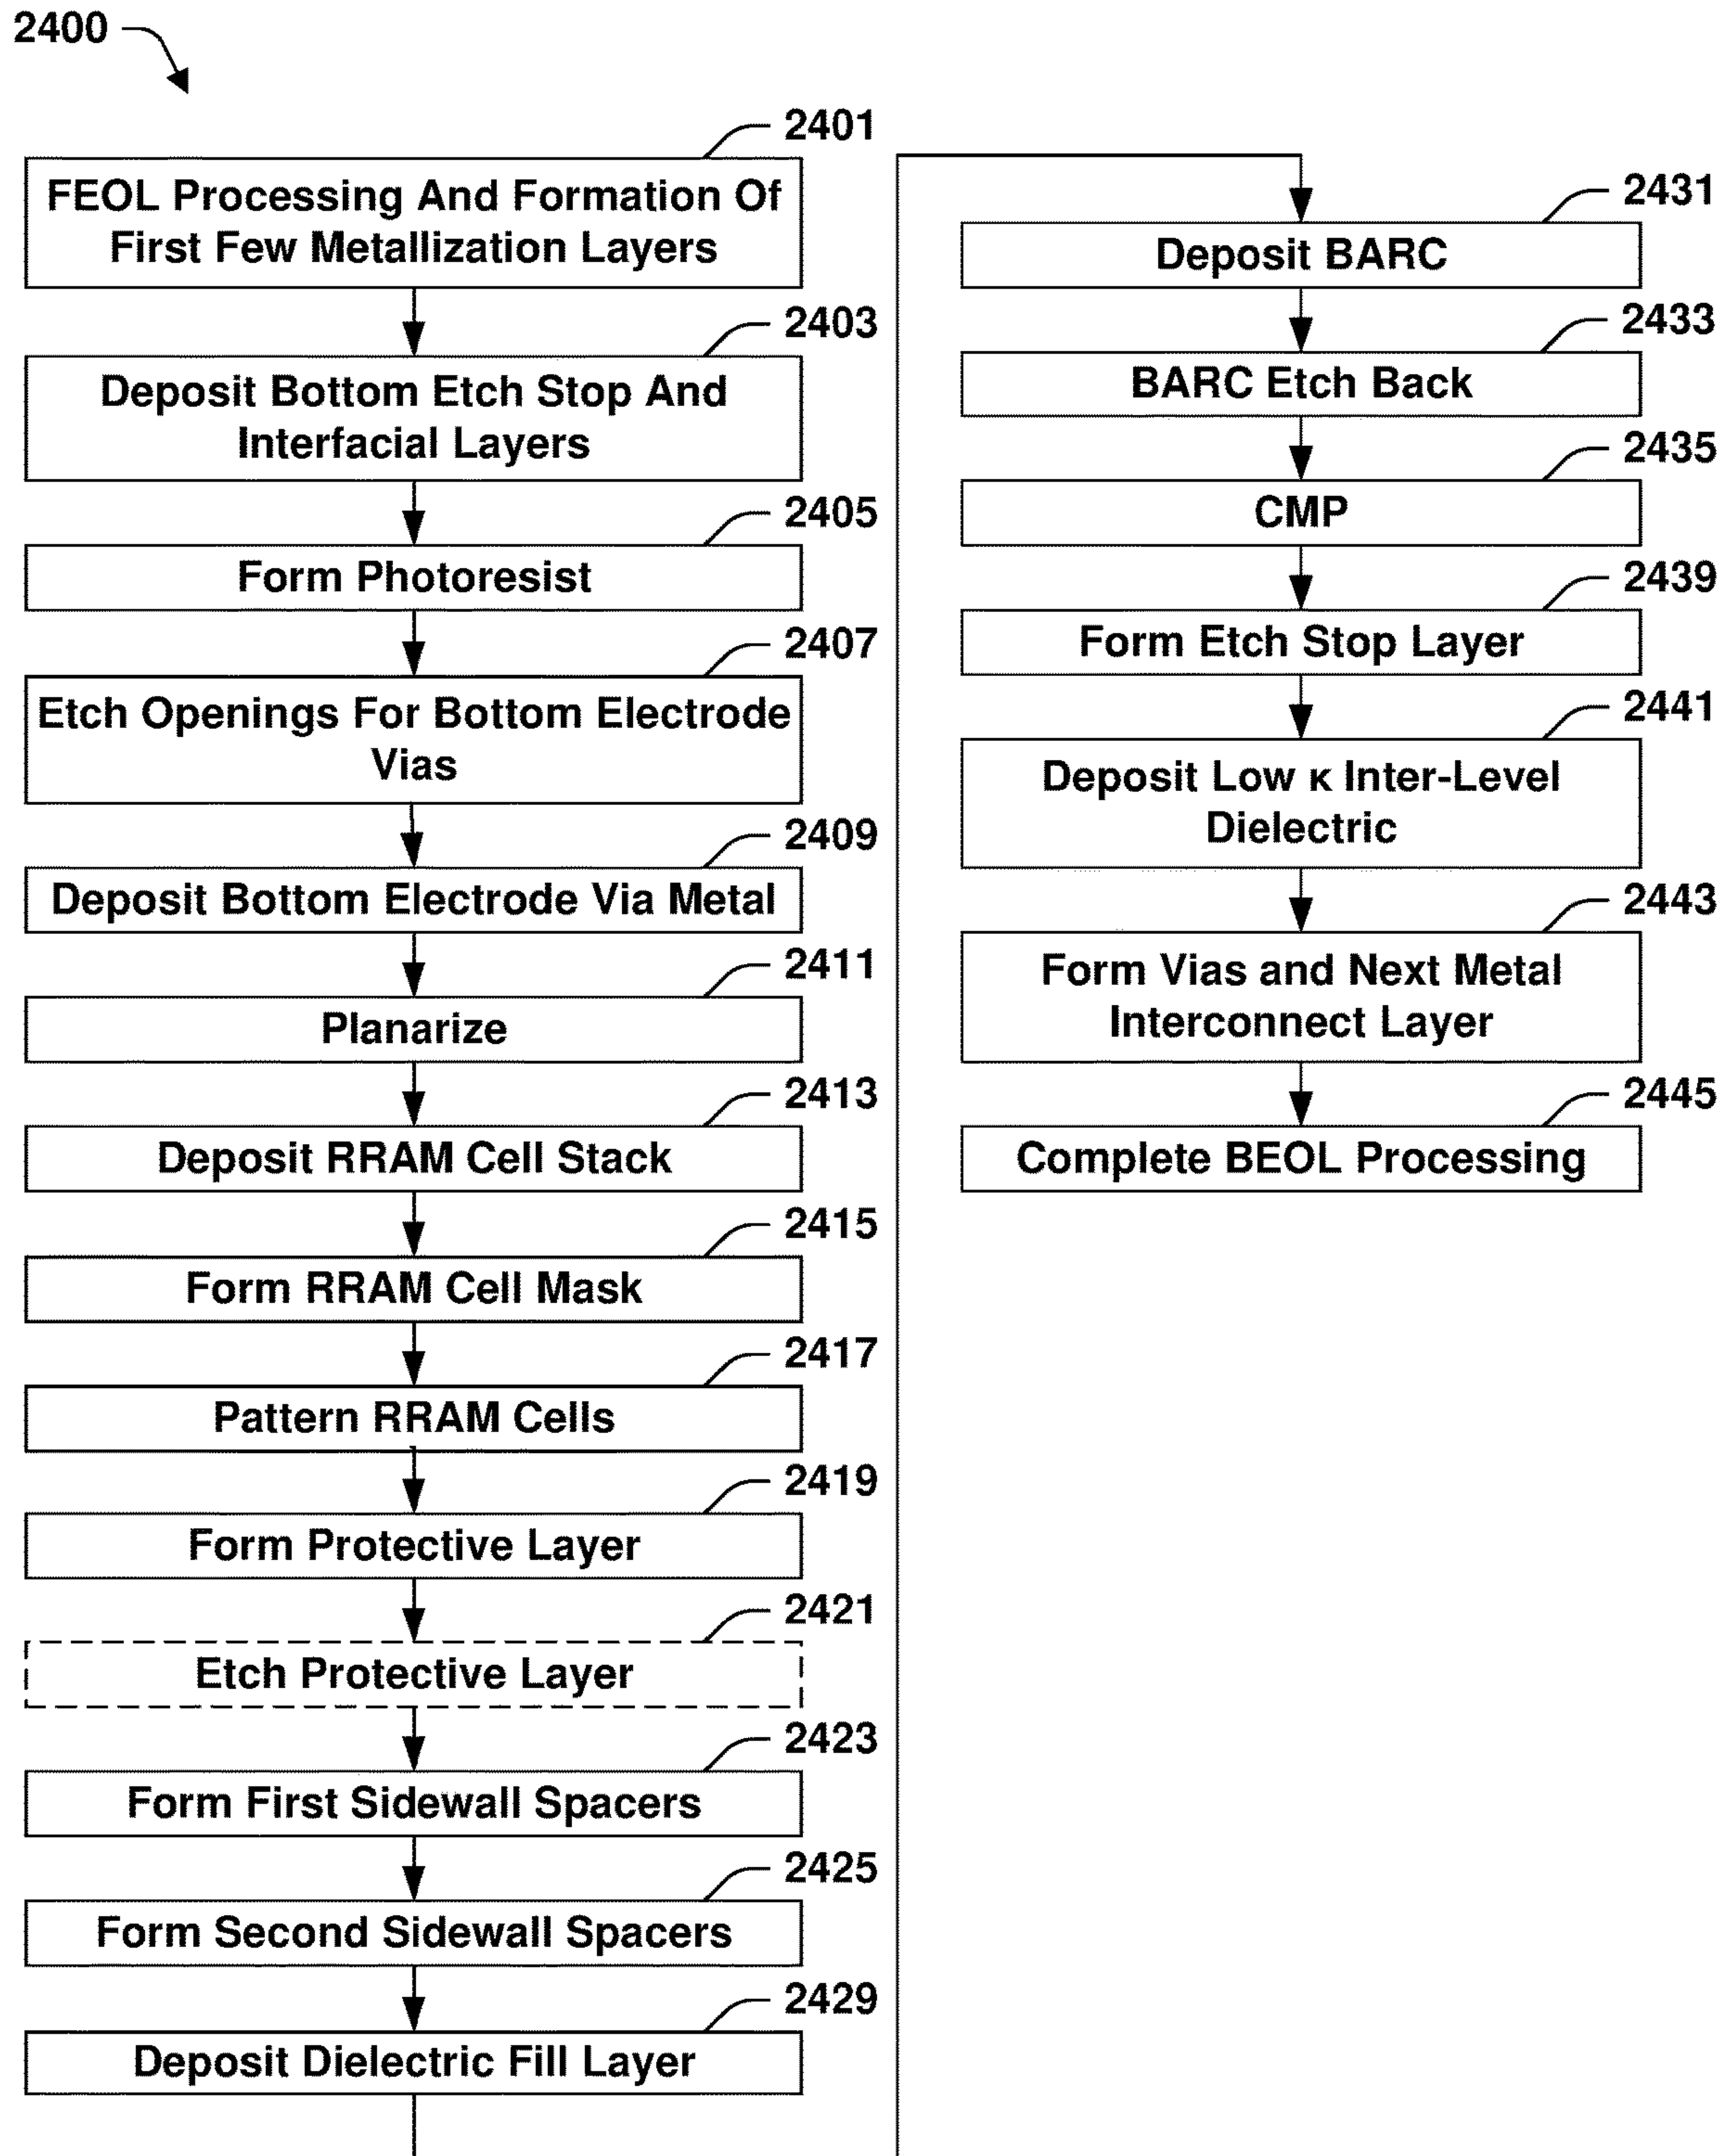 2400
2401
FEOL Processing And Formation Of
First Few Metallization Layers
2403
Deposit Bottom Etch Stop And
Interfacial Layers
2405
Form Photoresist
2407
Etch Openings For Bottom Electrode
Vias
2409
Deposit Bottom Electrode Via Metal
2411
Planarize
2413
Deposit RRAM Cell Stack
2415
Form RRAM Cell Mask
2417
Pattern RRAM Cells
2419
Form Protective Layer
2421
Etch Protective Layer
2423
Form First Sidewall Spacers
2425
Form Second Sidewall Spacers
2429
Deposit Dielectric Fill Layer
2431
Deposit BARC
2433
BARC Etch Back
2435
CMP
2439
Form Etch Stop Layer
2441
Deposit Low κ Inter-Level
Dielectric
2443
Form Vias and Next Metal
Interconnect Layer
2445
Complete BEOL Processing